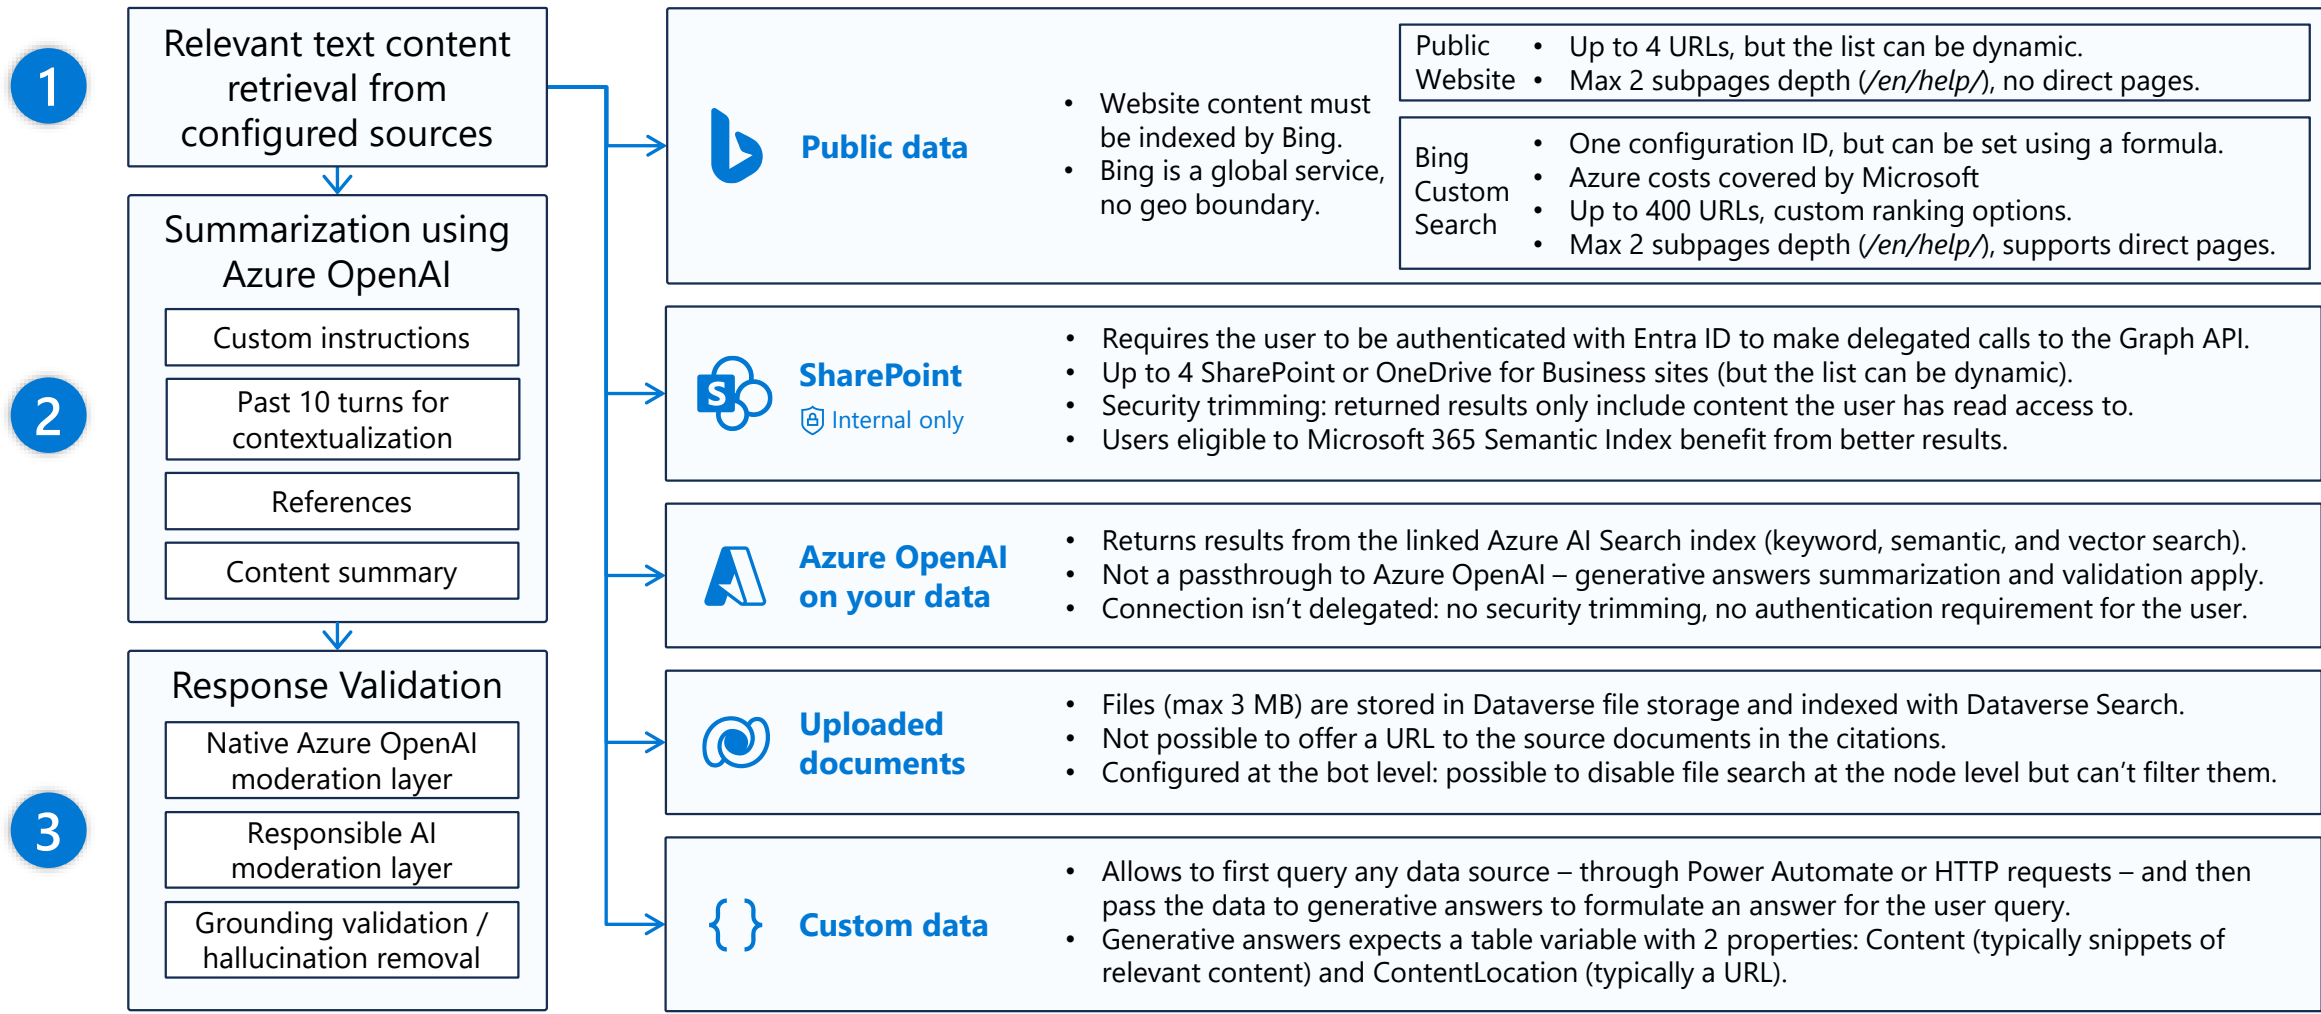 1
Relevant text content
retrieval from
configured sources
2
Summarization using
Azure OpenAI
Custom instructions
Past 10 turns for
contextualization
References
Content summary
3
Response Validation
Native Azure OpenAI
moderation layer
Responsible AI
moderation layer
Grounding validation /
hallucination removal
Public data
• Website content must
be indexed by Bing.
• Bing is a global service,
no geo boundary.
Public
Website
• Up to 4 URLs, but the list can be dynamic.
• Max 2 subpages depth (/en/help/), no direct pages.
Bing
Custom
Search
• One configuration ID, but can be set using a formula.
• Azure costs covered by Microsoft
• Up to 400 URLs, custom ranking options.
• Max 2 subpages depth (/en/help/), supports direct pages.
S
SharePoint
Internal only
• Requires the user to be authenticated with Entra ID to make delegated calls to the Graph API.
• Up to 4 SharePoint or OneDrive for Business sites (but the list can be dynamic).
• Security trimming: returned results only include content the user has read access to.
• Users eligible to Microsoft 365 Semantic Index benefit from better results.
Azure OpenAI
on your data
• Returns results from the linked Azure AI Search index (keyword, semantic, and vector search).
• Not a passthrough to Azure OpenAI – generative answers summarization and validation apply.
• Connection isn’t delegated: no security trimming, no authentication requirement for the user.
Uploaded
documents
• Files (max 3 MB) are stored in Dataverse file storage and indexed with Dataverse Search.
• Not possible to offer a URL to the source documents in the citations.
• Configured at the bot level: possible to disable file search at the node level but can’t filter them.
{ }
Custom data
• Allows to first query any data source – through Power Automate or HTTP requests – and then
pass the data to generative answers to formulate an answer for the user query.
• Generative answers expects a table variable with 2 properties: Content (typically snippets of
relevant content) and ContentLocation (typically a URL).